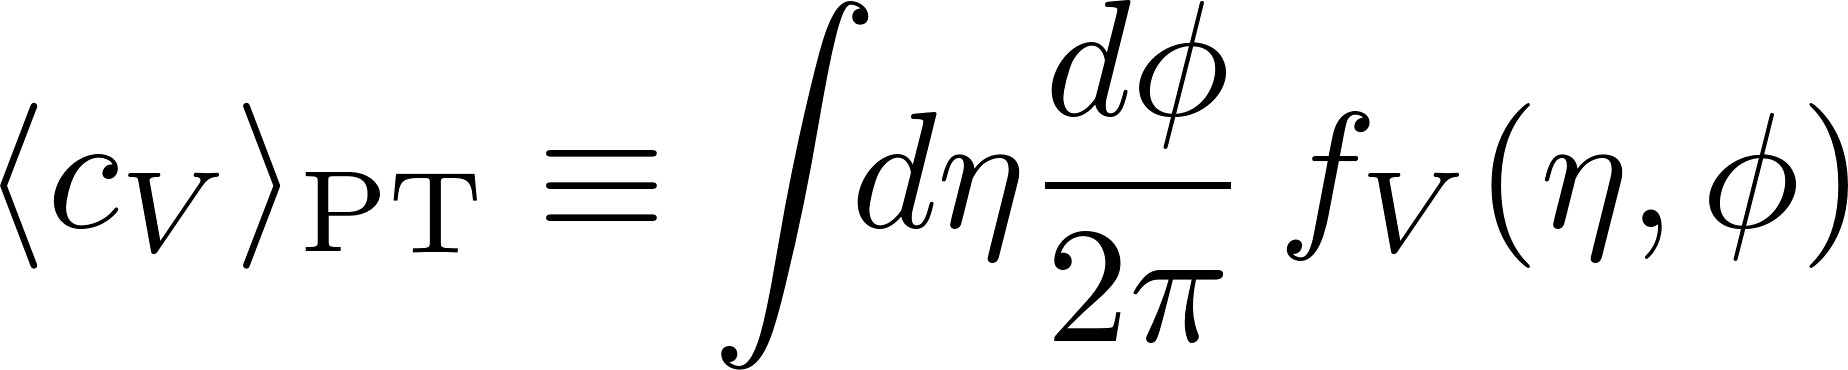 ⟨c_V⟩_PT ≡ ∫dη dϕ/2π f_V(η, ϕ)